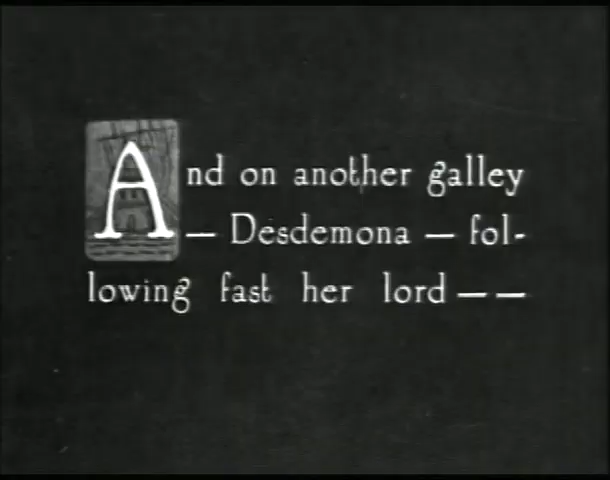 And on another galley
— Desdemona — fol-
lowing fast her lord — —